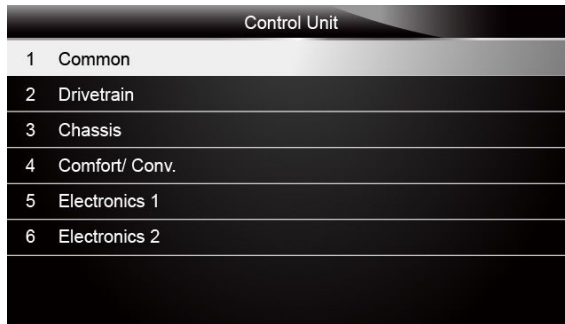 Control Unit
1 Common
2 Drivetrain
3 Chassis
4 Comfort/ Conv.
5 Electronics 1
6 Electronics 2